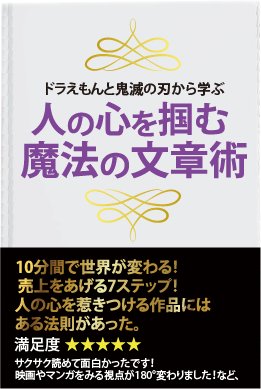 ドラえもんと鬼滅の刃から学ぶ
人の心を掴む
魔法の文章術
10分間で世界が変わる!
売上をあげる7ステップ!
人の心を惹きつける作品には
ある法則があった。
満足度 ★★★★★
サクサク読めて面白かったです!
映画やマンガをみる視点が180°変わりました!など、